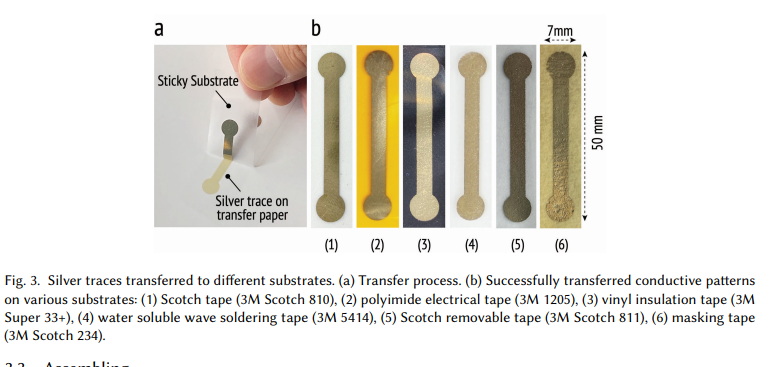 a
b
7mm
Sticky Substrate
50 mm
Silver trace on
transfer paper
(1) (2) (3) (4) (5) (6)
Fig. 3. Silver traces transferred to different substrates. (a) Transfer process. (b) Successfully transferred conductive patterns
on various substrates: (1) Scotch tape (3M Scotch 810), (2) polyimide electrical tape (3M 1205), (3) vinyl insulation tape (3M
Super 33+), (4) water soluble wave soldering tape (3M 5414), (5) Scotch removable tape (3M Scotch 811), (6) masking tape
(3M Scotch 234).